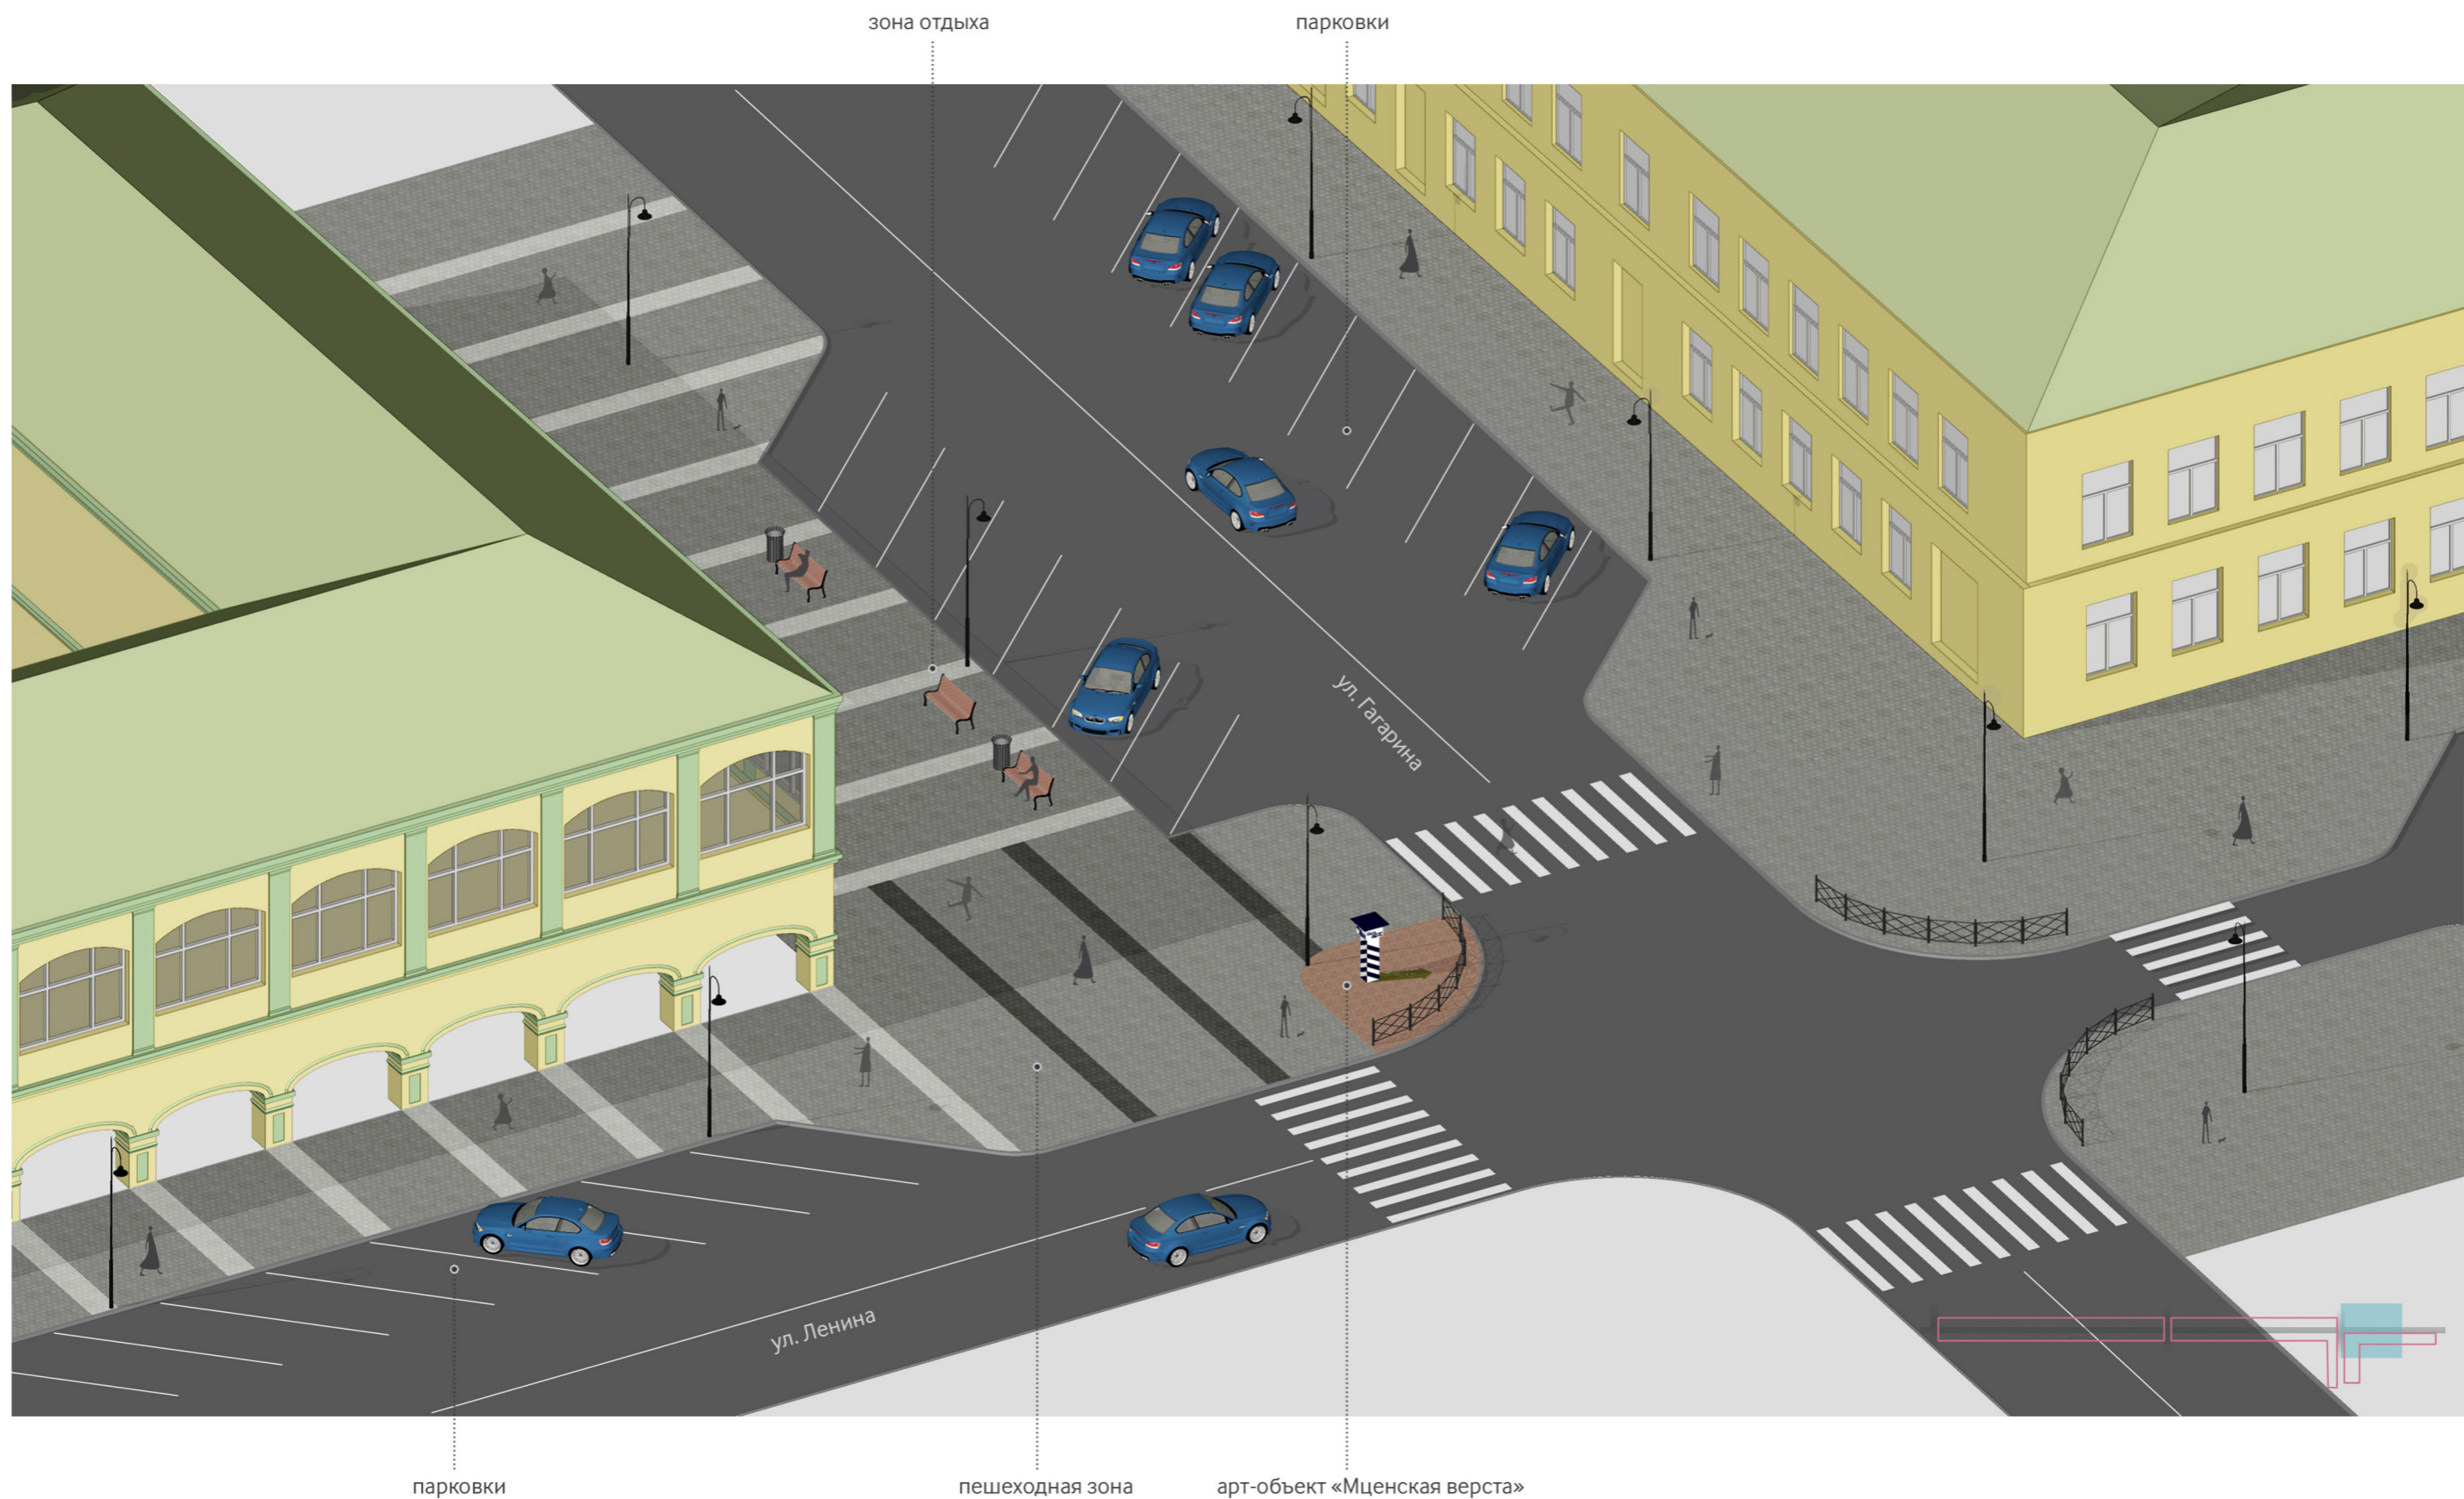 зона отдыха
парковки
ул. Гагарина
ул. Ленина
парковки
пешеходная зона
арт-объект «Мценская верста»